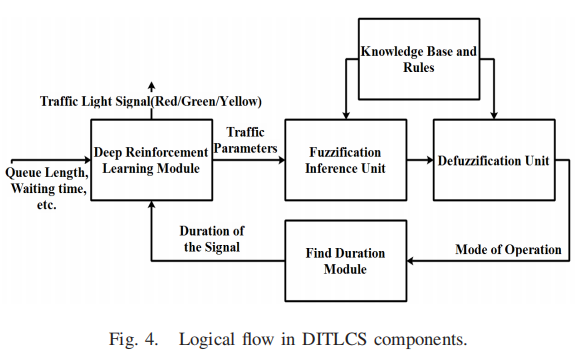 Knowledge Base and
Rules
Traffic Light Signal(Red/Green/Yellow)
Queue Length,
Waiting time,
etc.
Deep Reinforcement
Learning Module
Traffic
Parameters
Fuzzification
Inference Unit
Defuzzification Unit
Duration of
the Signal
Find Duration
Module
Mode of Operation
Fig. 4. Logical flow in DITLCS components.